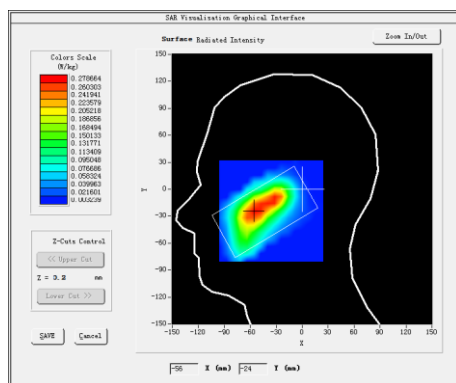 SAR Visualisation Graphical Interface
Surface Radiated Intensity
Zoom In/Out
Colors Scale
(W/kg)
0.278664
0.260303
0.241941
0.223579
0.205218
0.186856
0.168494
0.150133
0.131771
0.113409
0.095048
0.076686
0.058324
0.039963
0.021601
0.003239
Z-Cuts Control
<< Upper Cut
Z = 3.2 mm
Lower Cut >>
SAVE
Cancel
150
120
90
60
30
0
-30
-60
-90
-120
-150
Y
-150 -120 -90 -60 -30 0 30 60 90 120 150
X
-56 X (mm) -24 Y (mm)